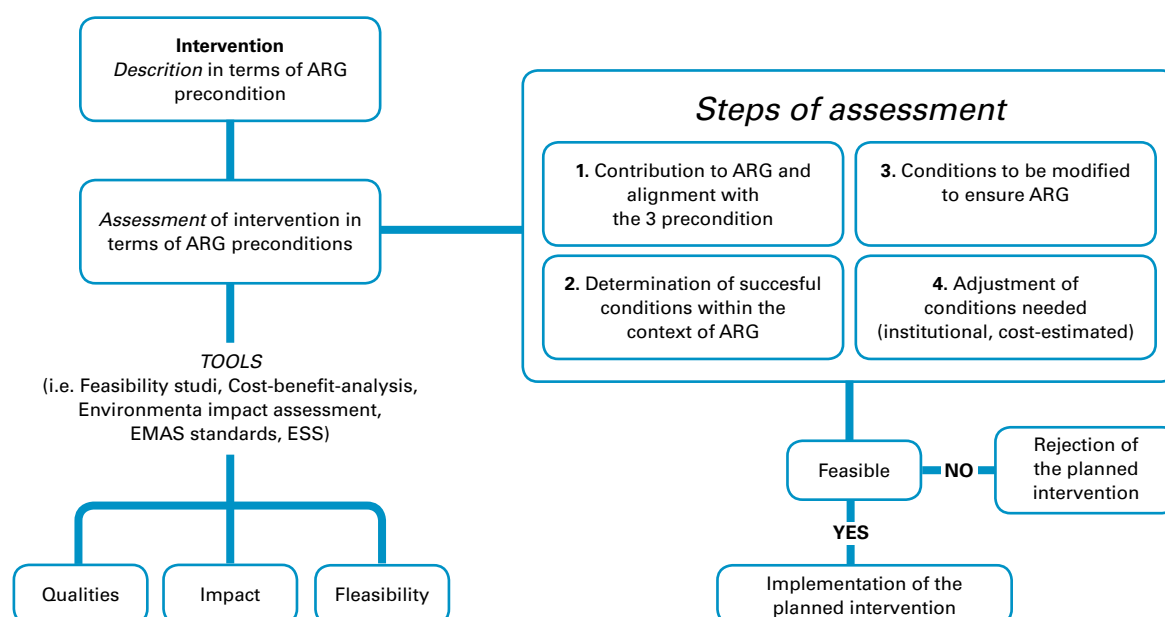 Intervention
Descrition in terms of ARG
precondition
Assessment of intervention in
terms of ARG preconditions
TOOLS
(i.e. Feasibility studi, Cost-benefit-analysis,
Environmenta impact assessment,
EMAS standards, ESS)
Qualities
Impact
Fleasibility
Steps of assessment
1. Contribution to ARG and
alignment with
the 3 precondition
2. Determination of succesful
conditions within the
context of ARG
3. Conditions to be modified
to ensure ARG
4. Adjustment of
conditions needed
(institutional, cost-estimated)
Feasible
NO
Rejection of
the planned
intervention
YES
Implementation of the
planned intervention